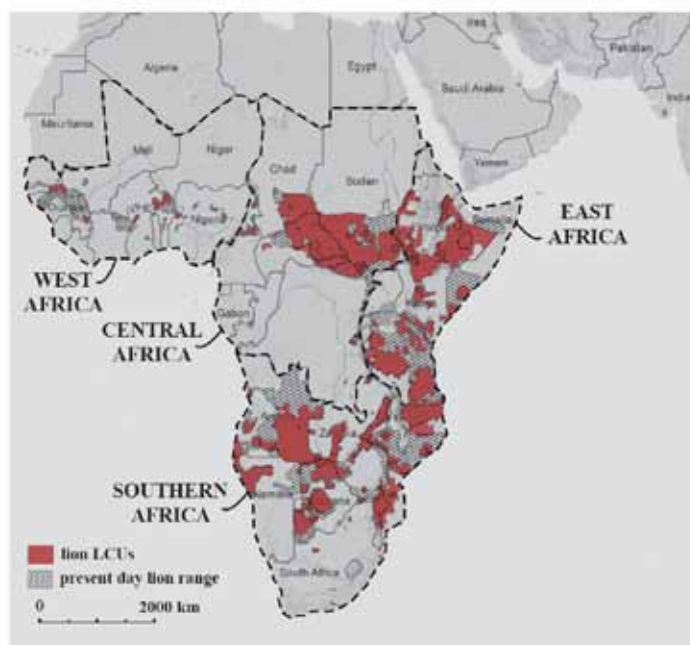 Iraq
Iran
Pakistan
Algeria
Egypt
Saudi Arabia
India
Mauritania
Mali
Niger
Chad
Sudan
Yemen
Nigeria
Somalia
EAST
AFRICA
WEST
AFRICA
CENTRAL
AFRICA
Gabon
SOUTHERN
AFRICA
Namibia
South Africa
lion LCUs
present day lion range
0 2000 km